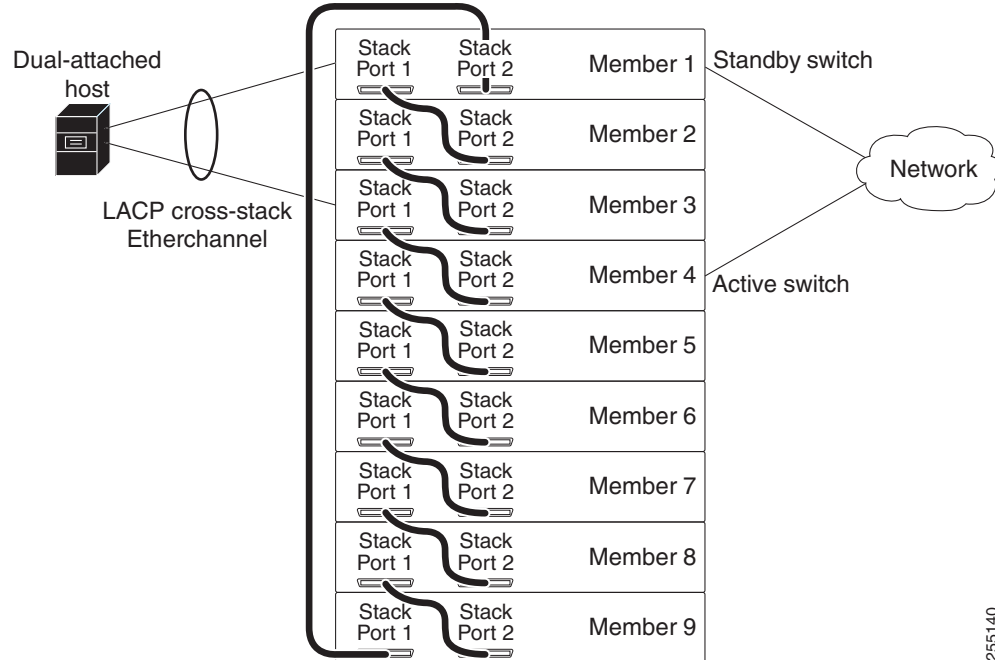 Dual-attached
host
LACP cross-stack
Etherchannel
Stack
Port 1
Stack
Port 2
Member 1
Stack
Port 1
Stack
Port 2
Member 2
Stack
Port 1
Stack
Port 2
Member 3
Stack
Port 1
Stack
Port 2
Member 4
Stack
Port 1
Stack
Port 2
Member 5
Stack
Port 1
Stack
Port 2
Member 6
Stack
Port 1
Stack
Port 2
Member 7
Stack
Port 1
Stack
Port 2
Member 8
Stack
Port 1
Stack
Port 2
Member 9
Standby switch
Network
Active switch
255140